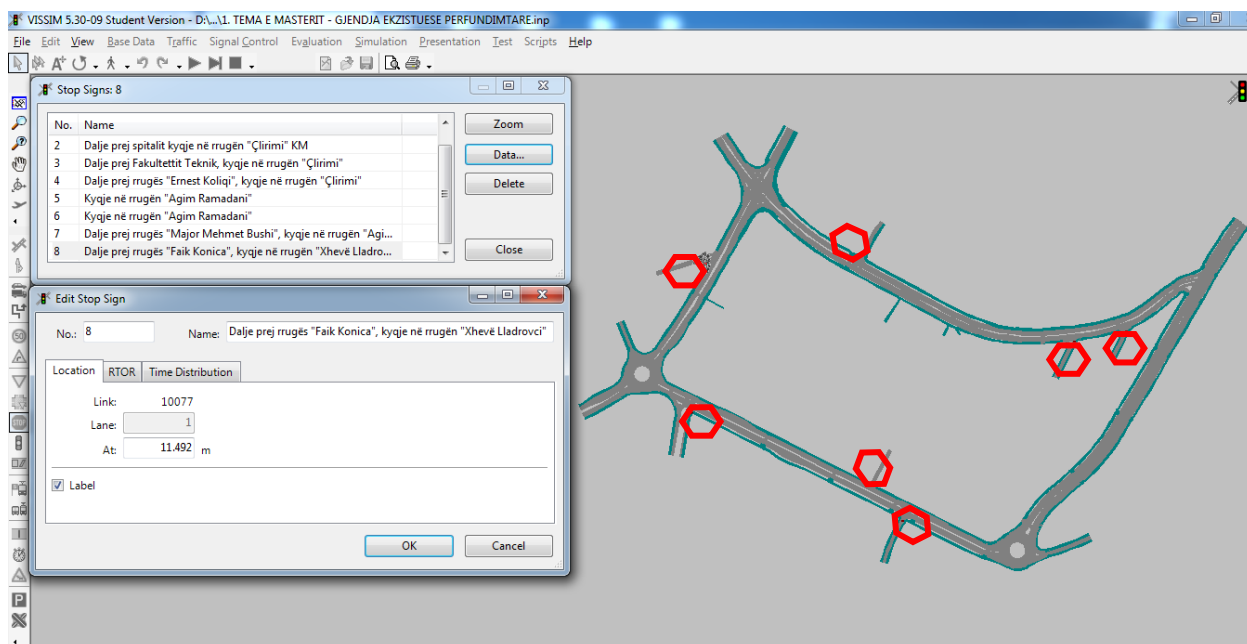 VISSIM 5.30-09 Student Version - D:\...\1. TEMA E MASTERIT - GJENDJA EKZISTUESE PERFUNDIMTARE.inp
File Edit View Base Data Traffic Signal Control Evaluation Simulation Presentation Test Scripts Help
Stop Signs: 8
No. Name
2 Dalje prej spitalit kyqje në rrugën "Çlirimi" KM
3 Dalje prej Fakultettit Teknik, kyqje në rrugën "Çlirimi"
4 Dalje prej rrugës "Ernest Koliqi", kyqje në rrugën "Çlirimi"
5 Kyqje në rrugën "Agim Ramadani"
6 Kyqje në rrugën "Agim Ramadani"
7 Dalje prej rrugës "Major Mehmet Bushi", kyqje në rrugën "Agi...
8 Dalje prej rrugës "Faik Konica", kyqje në rrugën "Xhevë Lladro...
Zoom
Data...
Delete
Close
Edit Stop Sign
No.: 8 Name: Dalje prej rrugës "Faik Konica", kyqje në rrugën "Xhevë Lladrovci"
Location RTOR Time Distribution
Link: 10077
Lane: 1
At: 11.492 m
Label
OK Cancel
50
STOP
P